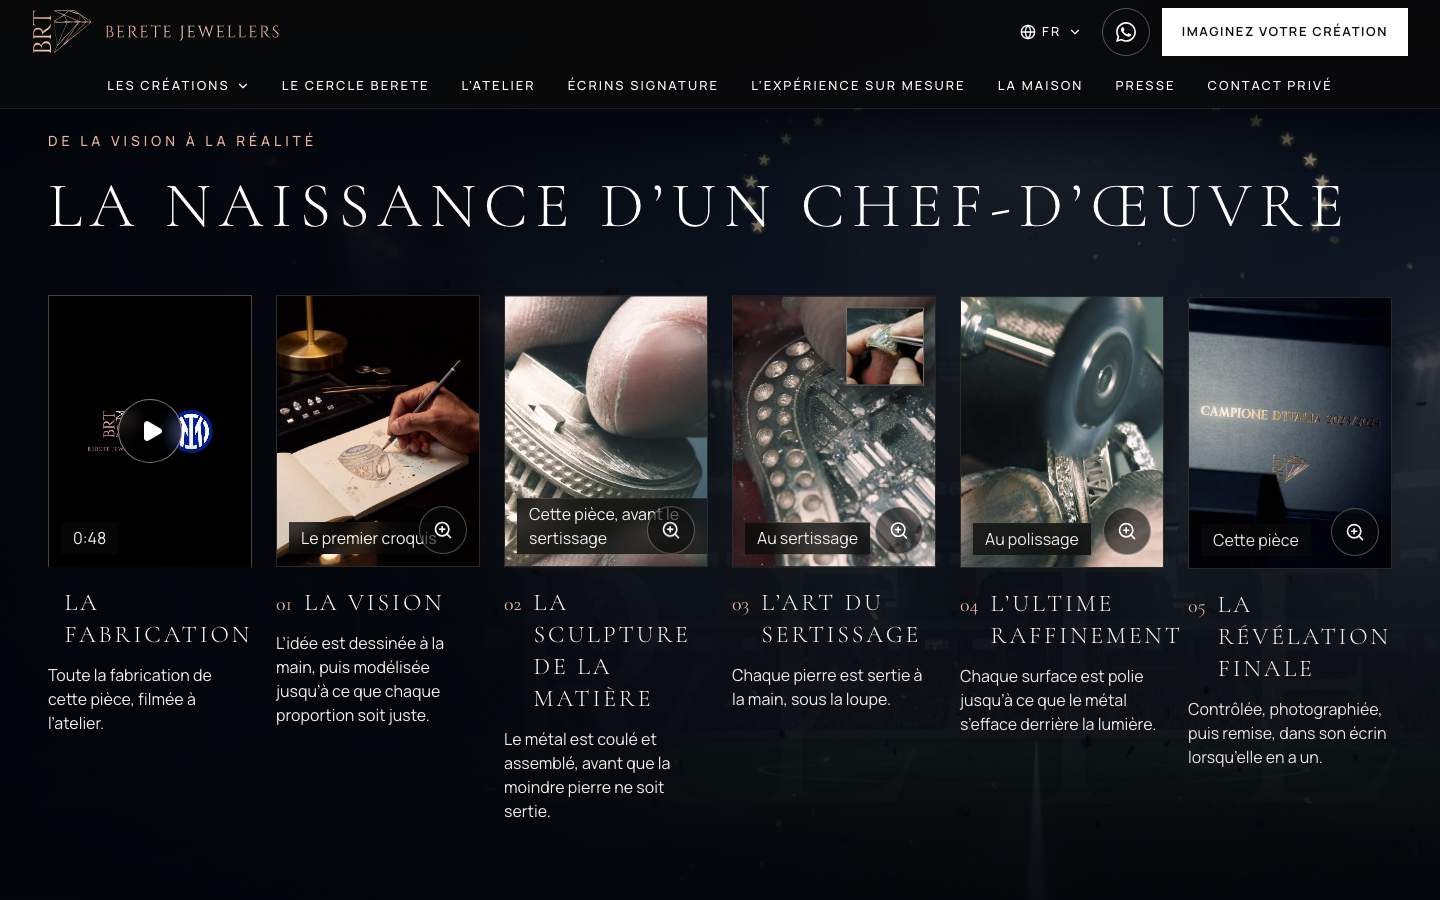 BRT BERETE JEWELLERS
FR
IMAGINEZ VOTRE CRÉATION
LES CRÉATIONS
LE CERCLE BERETE
L'ATELIER
ÉCRINS SIGNATURE
L'EXPÉRIENCE SUR MESURE
LA MAISON
PRESSE
CONTACT PRIVÉ
DE LA VISION À LA RÉALITÉ
LA NAISSANCE D’UN CHEF-D’ŒUVRE
BRT
0:48
LA
FABRICATION
Toute la fabrication de
cette pièce, filmée à
l’atelier.
Le premier croquis
01 LA VISION
L’idée est dessinée à la
main, puis modélisée
jusqu’à ce que chaque
proportion soit juste.
Cette pièce, avant le
sertissage
02 LA
SCULPTURE
DE LA
MATIÈRE
Le métal est coulé et
assemblé, avant que la
moindre pierre ne soit
sertie.
Au sertissage
03 L’ART DU
SERTISSAGE
Chaque pierre est sertie à
la main, sous la loupe.
Au polissage
04 L’ULTIME
RAFFINEMENT
Chaque surface est polie
jusqu’à ce que le métal
s’efface derrière la lumière.
CAMPIONE D'ITALIA 2023/2024
Cette pièce
05 LA
RÉVÉLATION
FINALE
Contrôlée, photographiée,
puis remise, dans son écrin
lorsqu’elle en a un.